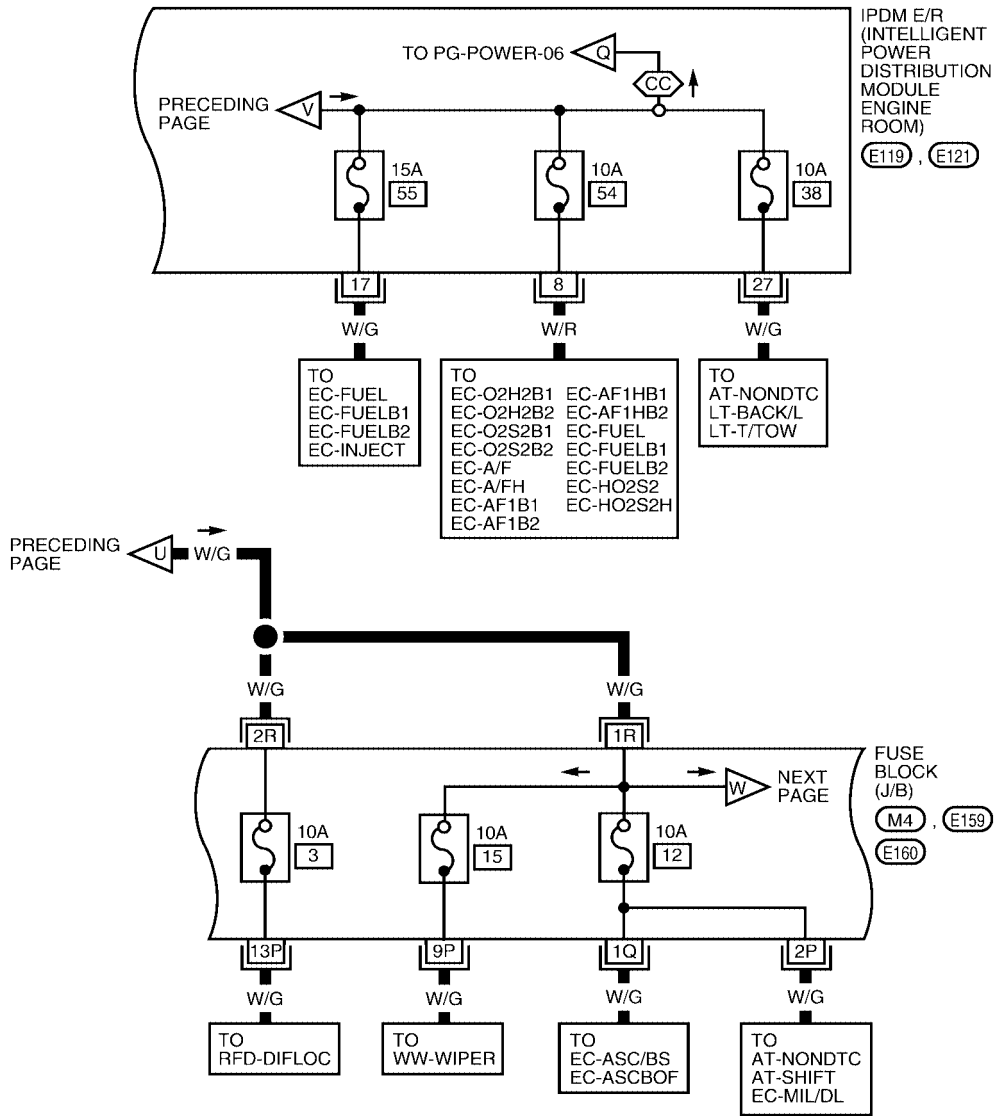 IPDM E/R
(INTELLIGENT
POWER
DISTRIBUTION
MODULE
ENGINE
ROOM)
E119 , E121
TO PG-POWER-06
Q
CC
PRECEDING
PAGE
V
15A
55
10A
54
10A
38
17
8
27
W/G
W/R
W/G
TO
EC-FUEL
EC-FUELB1
EC-FUELB2
EC-INJECT
TO
EC-O2H2B1 EC-AF1HB1
EC-O2H2B2 EC-AF1HB2
EC-O2S2B1 EC-FUEL
EC-O2S2B2 EC-FUELB1
EC-A/F EC-FUELB2
EC-A/FH EC-HO2S2
EC-AF1B1 EC-HO2S2H
EC-AF1B2
TO
AT-NONDTC
LT-BACK/L
LT-T/TOW
PRECEDING
PAGE
U
W/G
W/G
W/G
2R
1R
FUSE
BLOCK
(J/B)
M4 , E159
E160
W
NEXT
PAGE
10A
3
10A
15
10A
12
13P
9P
1Q
2P
W/G
W/G
W/G
W/G
TO
RFD-DIFLOC
TO
WW-WIPER
TO
EC-ASC/BS
EC-ASCBOF
TO
AT-NONDTC
AT-SHIFT
EC-MIL/DL